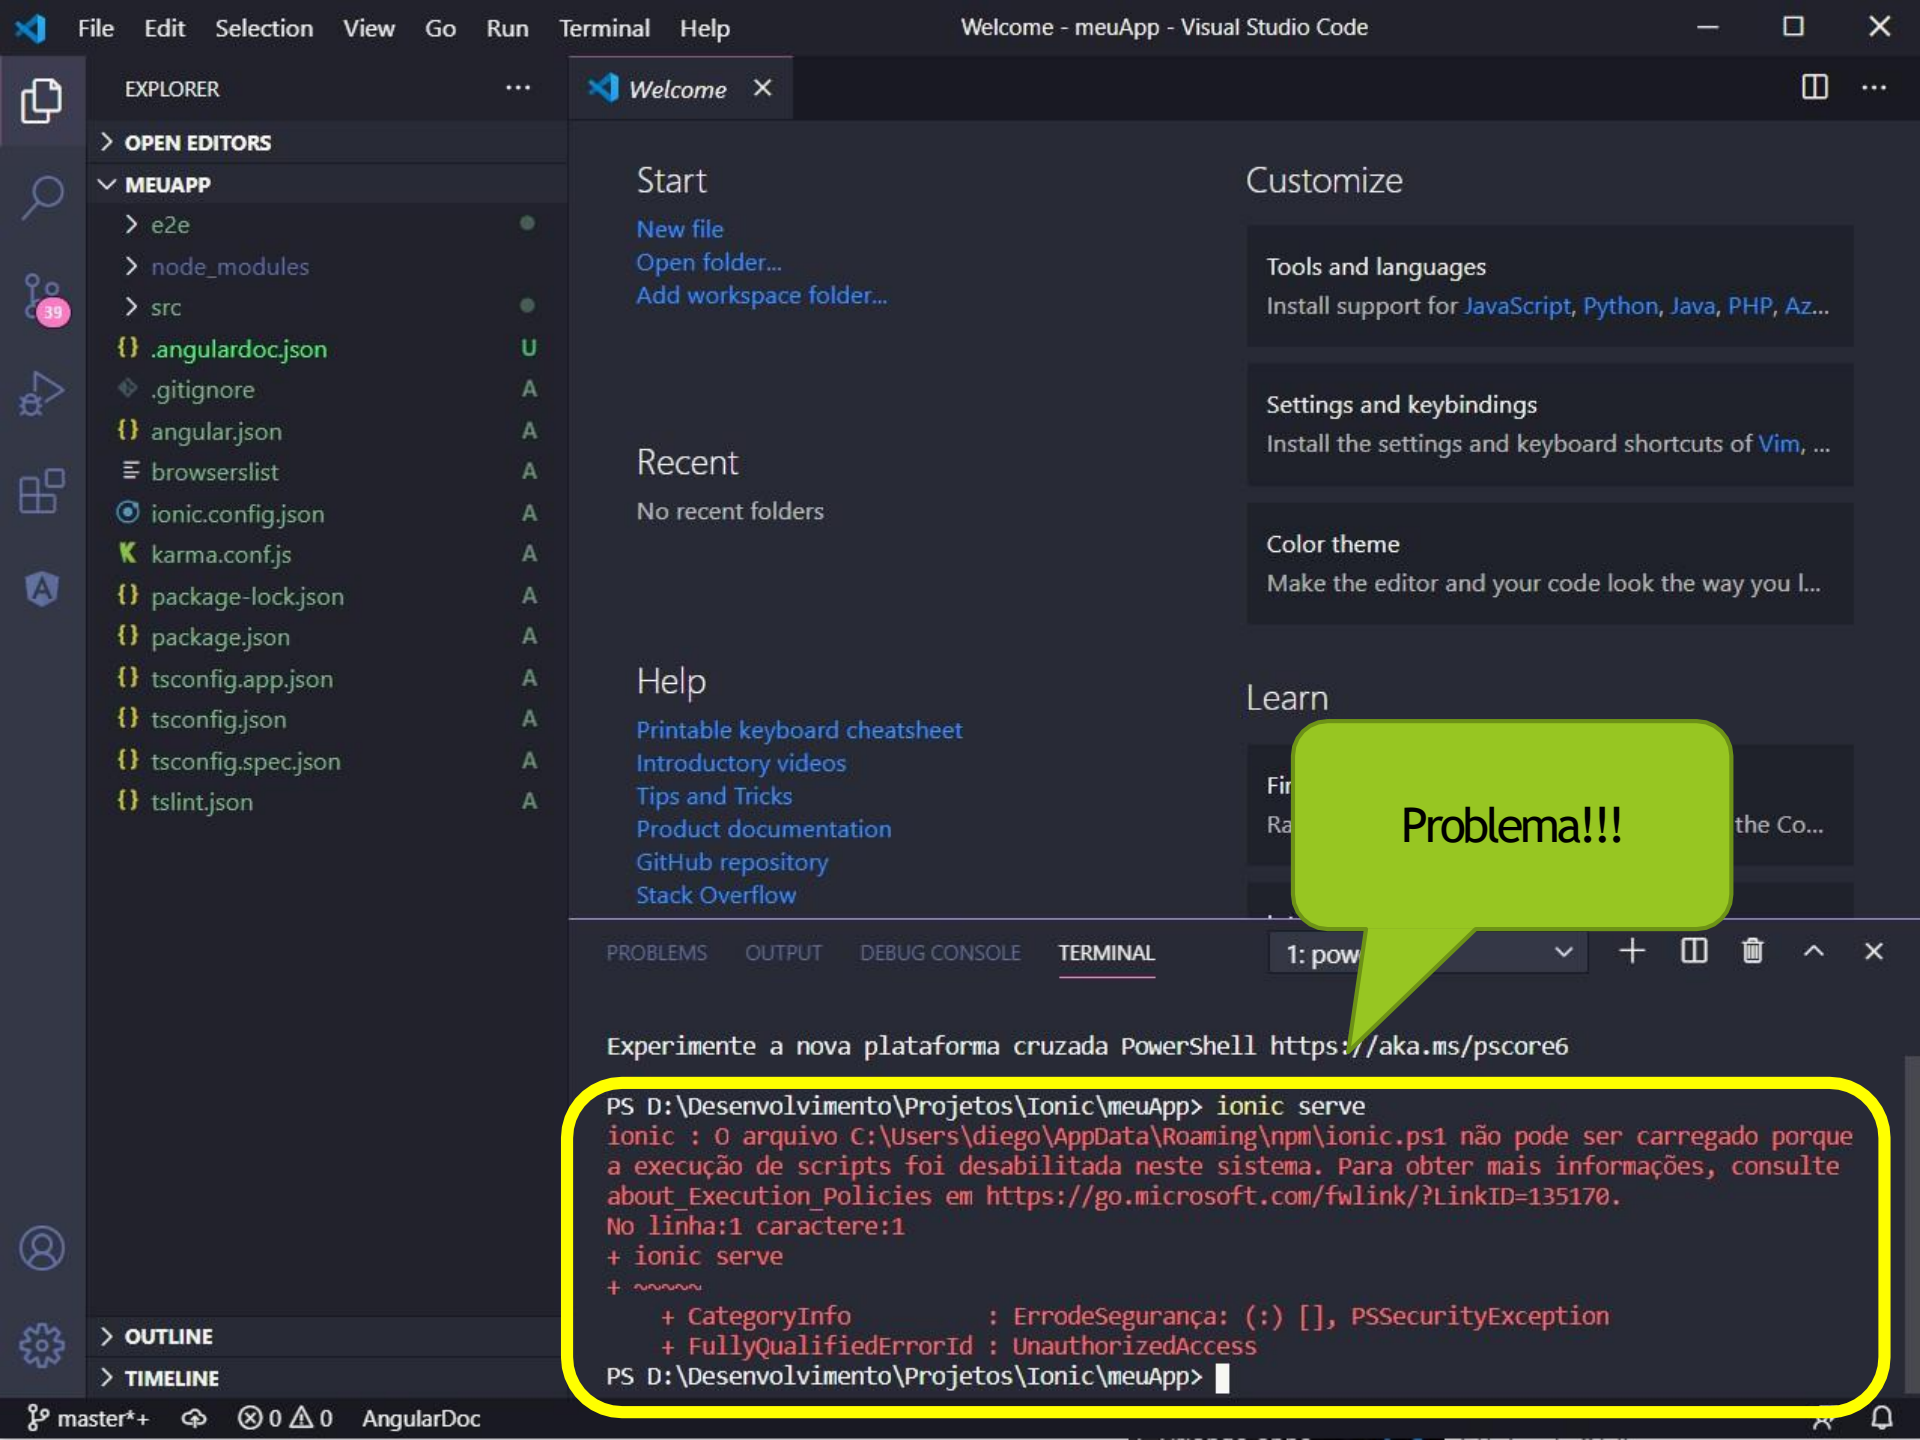 File Edit Selection View Go Run Terminal Help
Welcome - meuApp - Visual Studio Code
EXPLORER
OPEN EDITORS
MEUAPP
e2e
node_modules
src
{} .angulardoc.json U
.gitignore A
{} angular.json A
browserslist A
ionic.config.json A
K karma.conf.js A
{} package-lock.json A
{} package.json A
{} tsconfig.app.json A
{} tsconfig.json A
{} tsconfig.spec.json A
{} tslint.json A
39
OUTLINE
TIMELINE
Welcome
Start
New file
Open folder...
Add workspace folder...
Recent
No recent folders
Help
Printable keyboard cheatsheet
Introductory videos
Tips and Tricks
Product documentation
GitHub repository
Stack Overflow
Customize
Tools and languages
Install support for JavaScript, Python, Java, PHP, Az...
Settings and keybindings
Install the settings and keyboard shortcuts of Vim, ...
Color theme
Make the editor and your code look the way you l...
Learn
the Co...
Problema!!!
PROBLEMS OUTPUT DEBUG CONSOLE TERMINAL
1: pow
Experimente a nova plataforma cruzada PowerShell https://aka.ms/pscore6
PS D:\Desenvolvimento\Projetos\Ionic\meuApp> ionic serve
ionic : O arquivo C:\Users\diego\AppData\Roaming\npm\ionic.ps1 não pode ser carregado porque
a execução de scripts foi desabilitada neste sistema. Para obter mais informações, consulte
about_Execution_Policies em https://go.microsoft.com/fwlink/?LinkID=135170.
No linha:1 caractere:1
+ ionic serve
+ ~~~~~
+ CategoryInfo : ErrodeSegurança: (:) [], PSSecurityException
+ FullyQualifiedErrorId : UnauthorizedAccess
PS D:\Desenvolvimento\Projetos\Ionic\meuApp>
master*+ 0 0 AngularDoc